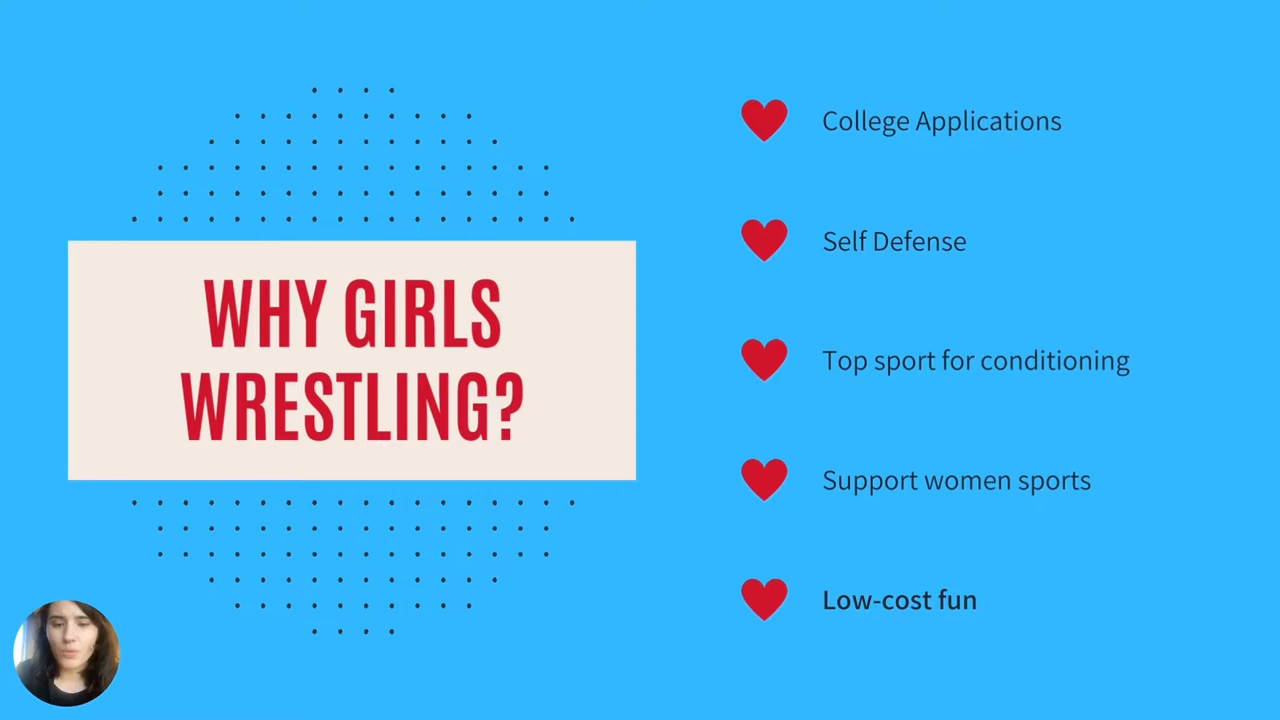 WHY GIRLS
WRESTLING?
College Applications
Self Defense
Top sport for conditioning
Support women sports
Low-cost fun